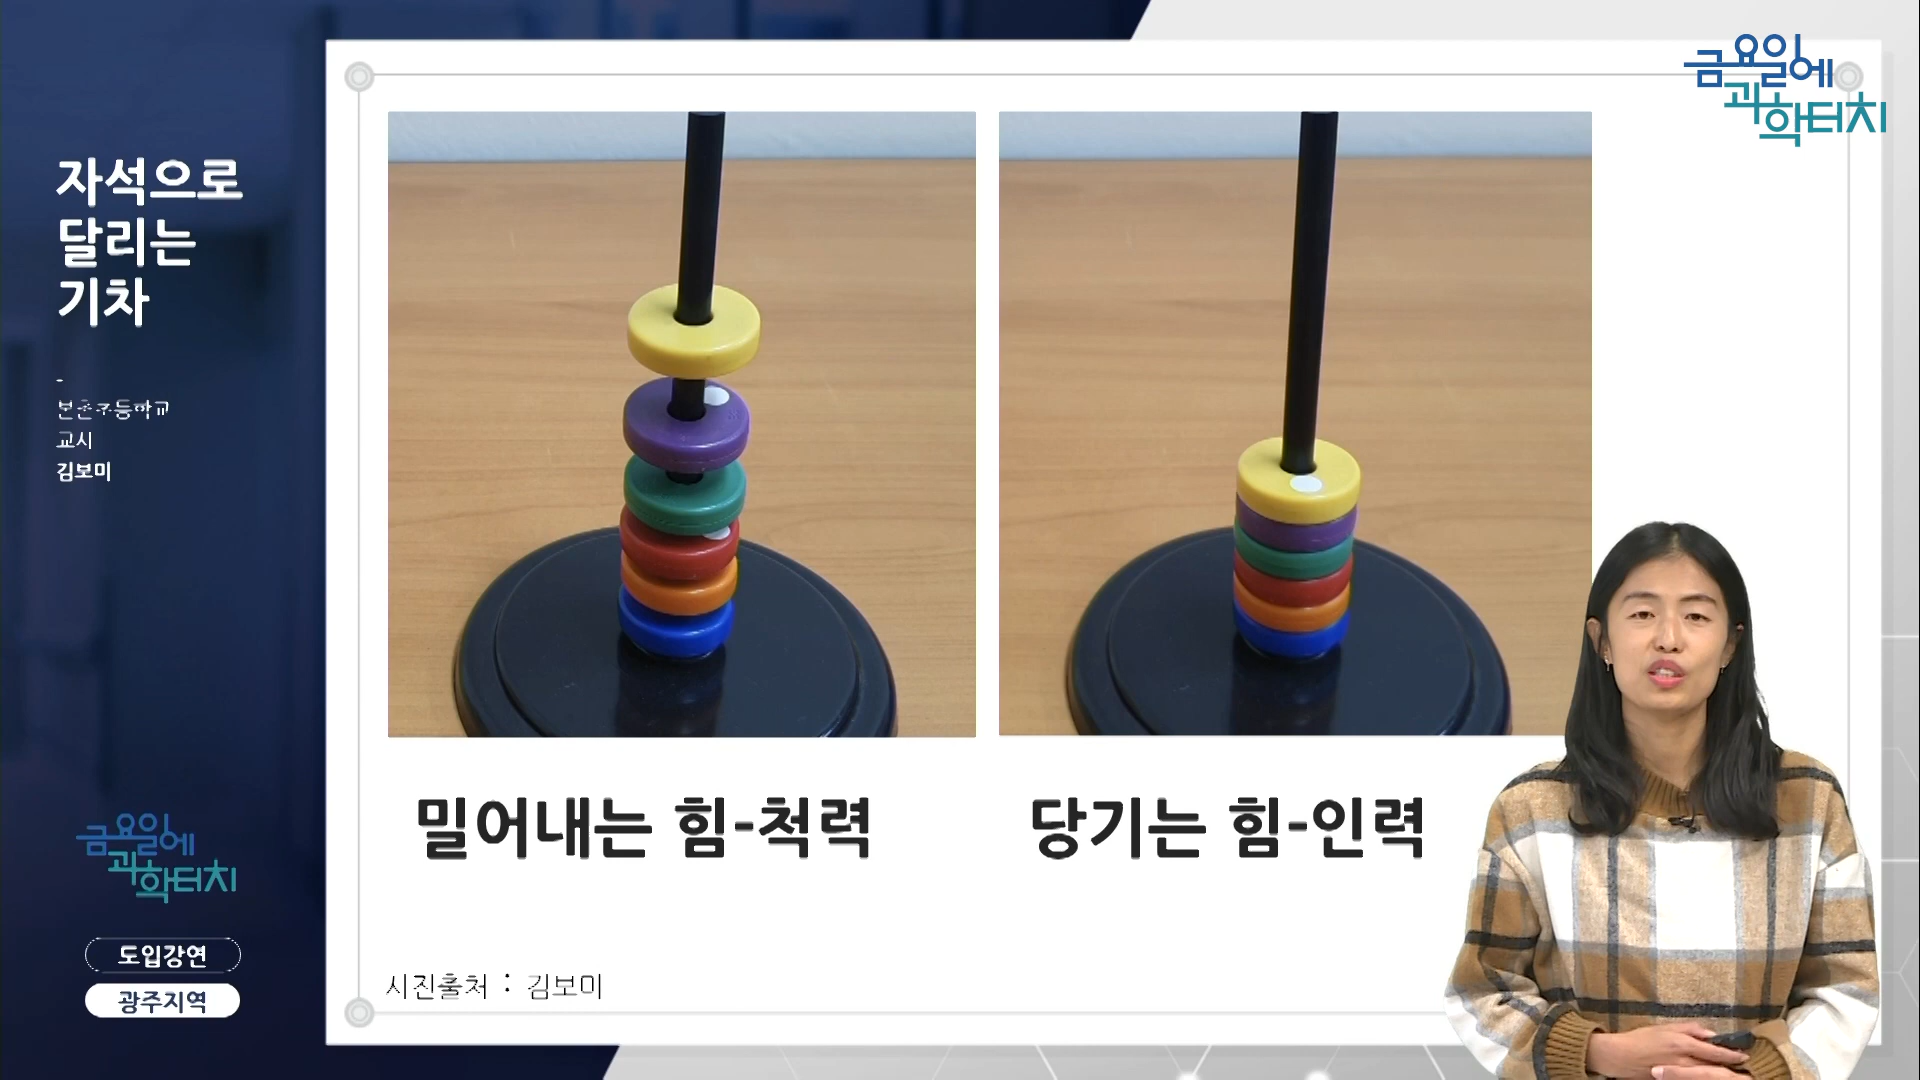 자석으로
달리는
기차
-
본촌초등학교
교사
김보미
금요일에
과학터치
도입강연
광주지역
밀어내는 힘-척력
당기는 힘-인력
사진출처 : 김보미
금요일에
과학터치